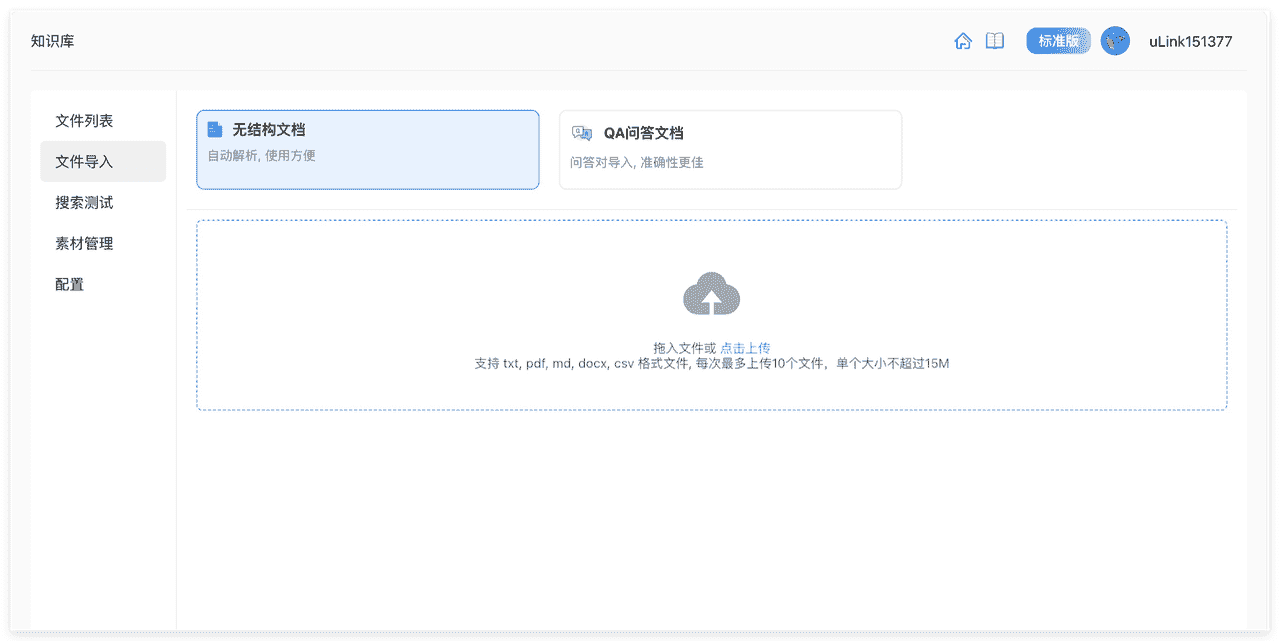 知识库
标准版
uLink151377
文件列表
文件导入
搜索测试
素材管理
配置
无结构文档
自动解析, 使用方便
QA问答文档
问答对导入, 准确性更佳
拖入文件或 点击上传
支持 txt, pdf, md, docx, csv 格式文件, 每次最多上传10个文件，单个大小不超过15M